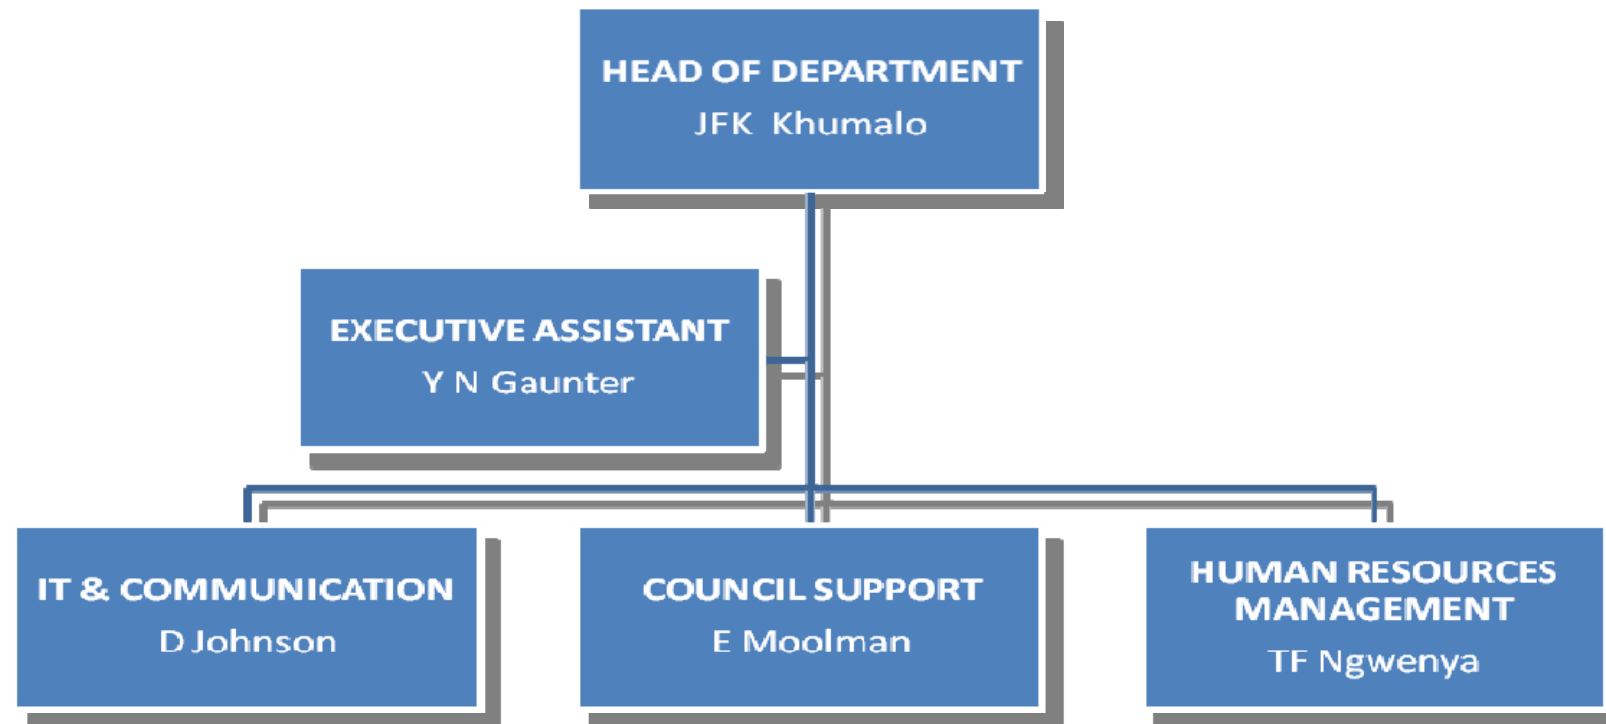 HEAD OF DEPARTMENT
JFK Khumalo
EXECUTIVE ASSISTANT
Y N Gaunter
IT & COMMUNICATION
D Johnson
COUNCIL SUPPORT
E Moolman
HUMAN RESOURCES
MANAGEMENT
TF Ngwenya